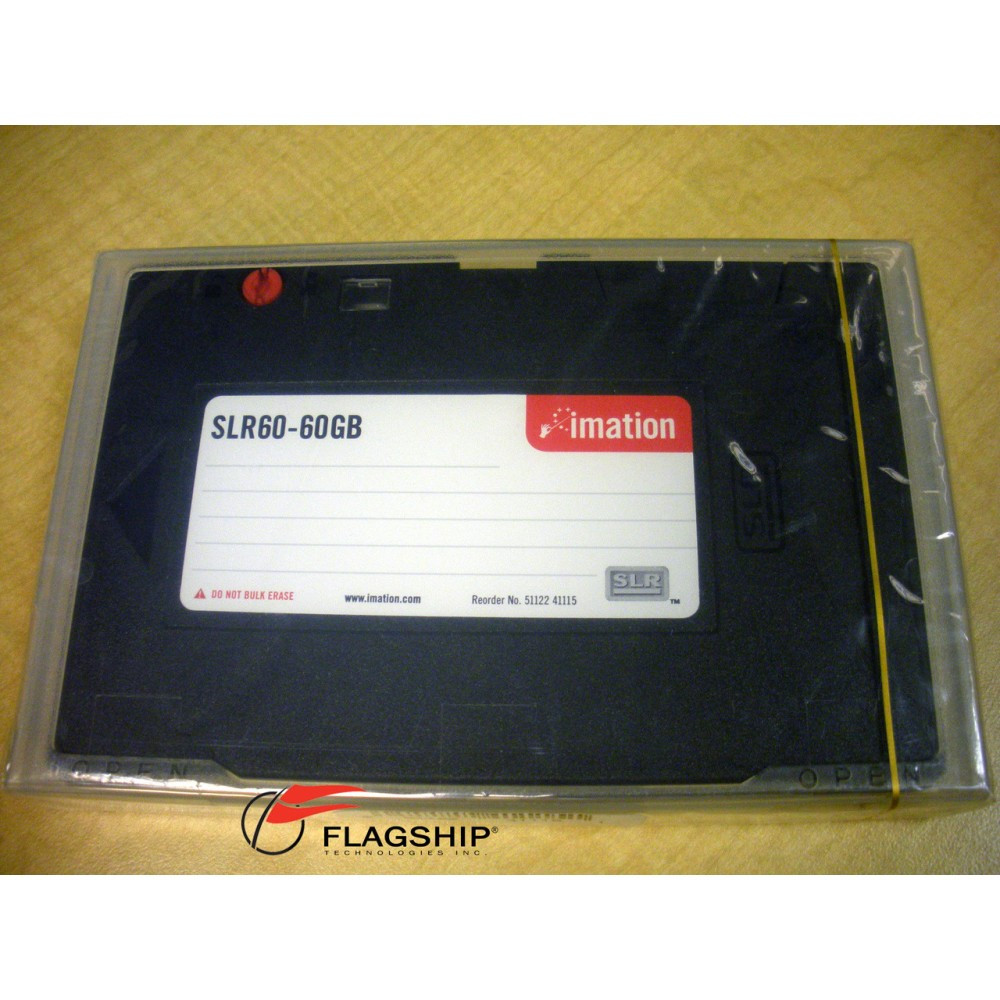 SLR60-60GB
imation
SLR
SLR
⚠ DO NOT BULK ERASE
www.imation.com
Reorder No. 51122 41115
™
OPEN
OPEN
FLAGSHIP®
TECHNOLOGIES INC.